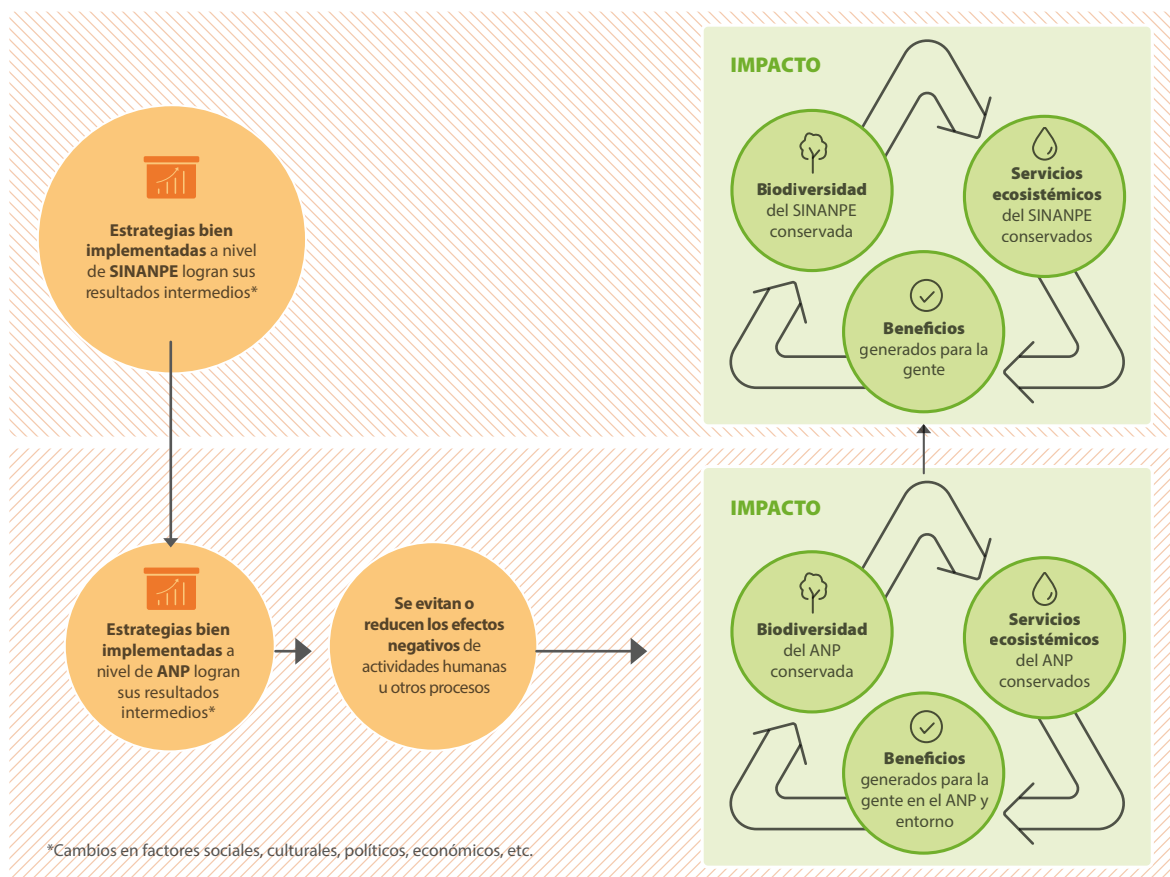 Estrategias bien
implementadas a nivel
de SINANPE logran sus
resultados intermedios*
IMPACTO
Biodiversidad
del SINANPE
conservada
Servicios
ecosistémicos
del SINANPE
conservados
Beneficios
generados para la
gente
Estrategias bien
implementadas a
nivel de ANP logran
sus resultados
intermedios*
Se evitan o
reducen los efectos
negativos de
actividades humanas
u otros procesos
IMPACTO
Biodiversidad
del ANP
conservada
Servicios
ecosistémicos
del ANP
conservados
Beneficios
generados para la
gente en el ANP y
entorno
*Cambios en factores sociales, culturales, políticos, económicos, etc.